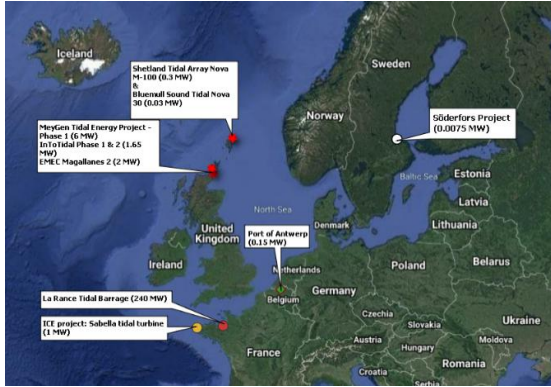 Iceland
Sweden
Norway
Shetland Tidal Array Nova
M-100 (0.3 MW)
&
Bluemull Sound Tidal Nova
30 (0.03 MW)
Söderfors Project
(0.0075 MW)
MeyGen Tidal Energy Project -
Phase 1 (6 MW)
InToTidal Phase 1 & 2 (1.65
MW)
EMEC Magallanes 2 (2 MW)
Baltic Sea
Estonia
Latvia
Lithuania
North Sea
Denmark
United
Kingdom
Port of Antwerp
(0.15 MW)
Ireland
Netherlands
Poland
Belarus
Belgium
Germany
La Rance Tidal Barrage (240 MW)
ICE project: Sabella tidal turbine
(1 MW)
Czechia
Slovakia
Ukraine
Austria
Hungary
Moldova
France
Romania
Croatia
Serbia